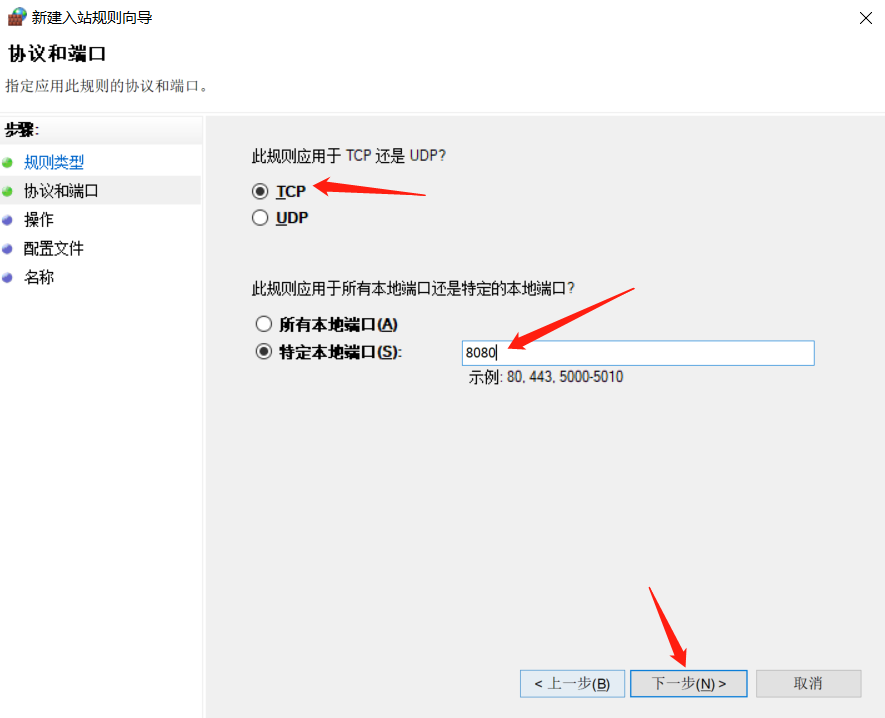 新建入站规则向导
协议和端口
指定应用此规则的协议和端口。
步骤:
规则类型
协议和端口
操作
配置文件
名称
此规则应用于 TCP 还是 UDP?
TCP
UDP
此规则应用于所有本地端口还是特定的本地端口?
所有本地端口(A)
特定本地端口(S):
8080
示例: 80, 443, 5000-5010
< 上一步(B)
下一步(N) >
取消